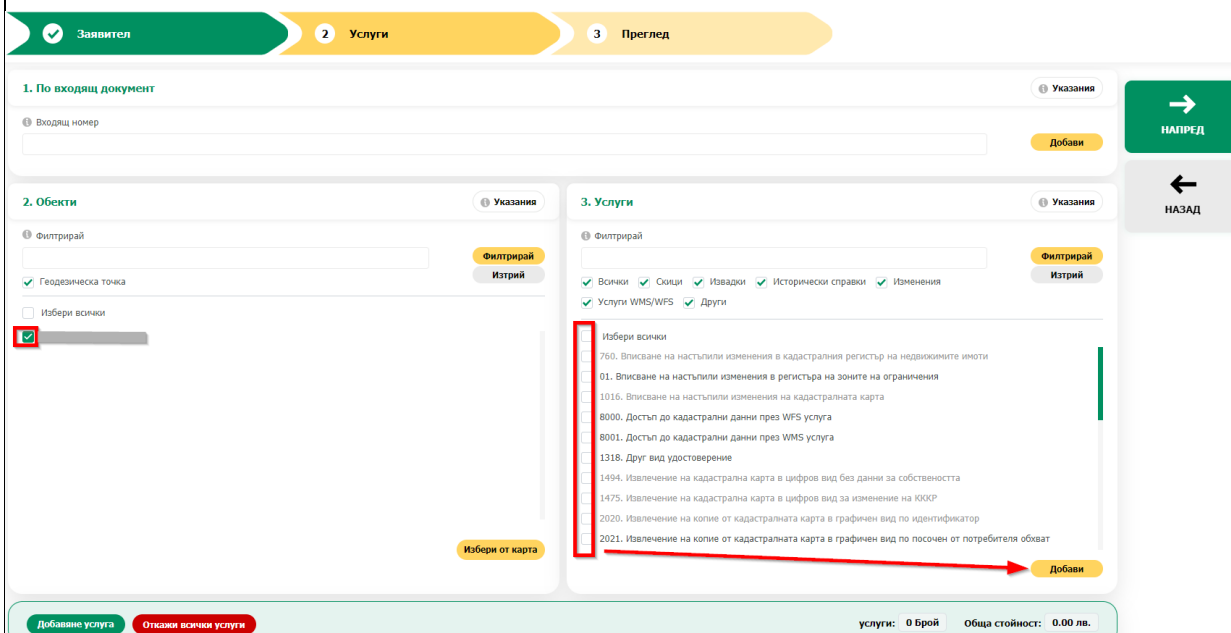 Заявител
2 Услуги
3 Преглед
1. По входящ документ
Указания
Входящ номер
Добави
НАПРЕД
НАЗАД
2. Обекти
Указания
Филтрирай
Филтрирай
Изтрий
Геодезическа точка
Избери всички
Избери от карта
3. Услуги
Указания
Филтрирай
Филтрирай
Изтрий
Всички Скици Извадки Исторически справки Изменения
Услуги WMS/WFS Други
Избери всички
760. Вписване на настъпили изменения в кадастралния регистър на недвижимите имоти
01. Вписване на настъпили изменения в регистъра на зоните на ограничения
1016. Вписване на настъпили изменения на кадастралната карта
8000. Достъп до кадастрални данни през WFS услуга
8001. Достъп до кадастрални данни през WMS услуга
1318. Друг вид удостоверение
1494. Извлечение на кадастрална карта в цифров вид без данни за собствеността
1475. Извлечение на кадастрална карта в цифров вид за изменение на КККР
2020. Извлечение на копие от кадастралната карта в графичен вид по идентификатор
2021. Извлечение на копие от кадастралната карта в графичен вид по посочен от потребителя обхват
Добави
Добавяне услуга Откажи всички услуги услуги: 0 Брой Обща стойност: 0.00 лв.